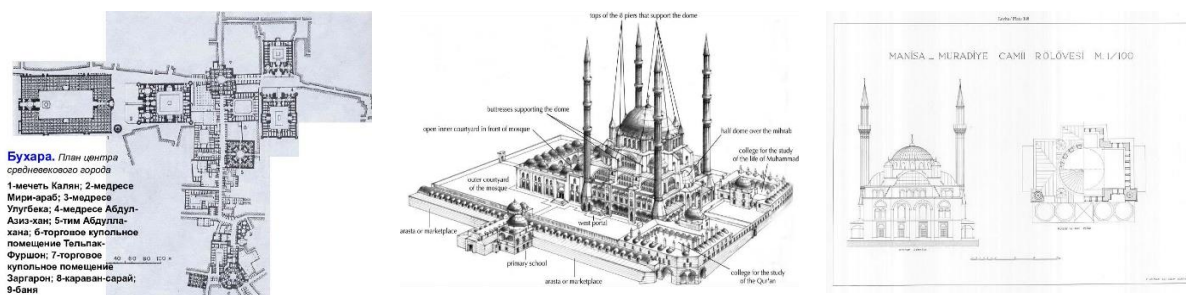 Бухара. План центра
средневекового города
1-мечеть Калян; 2-медресе
Мири-араб; 3-медресе
Улугбека; 4-медресе Абдул-
Азиз-хан; 5-тим Абдулла-
хана; 6-торговое купольное
помещение Тельпак-
Фуршон; 7-торговое
купольное помещение
Заргарон; 8-караван-сарай;
9-баня
tops of the 8 piers that support the dome
buttresses supporting the dome
open inner courtyard in front of mosque
half dome over the mihrab
college for the study
of the life of Muhammad
outer courtyard
of the mosque
west portal
arasta or marketplace
primary school
arasta or marketplace
college for the study
of the Qur'an
MANİSA _ MURADİYE CAMİİ RÖLÖVESİ M:1/100